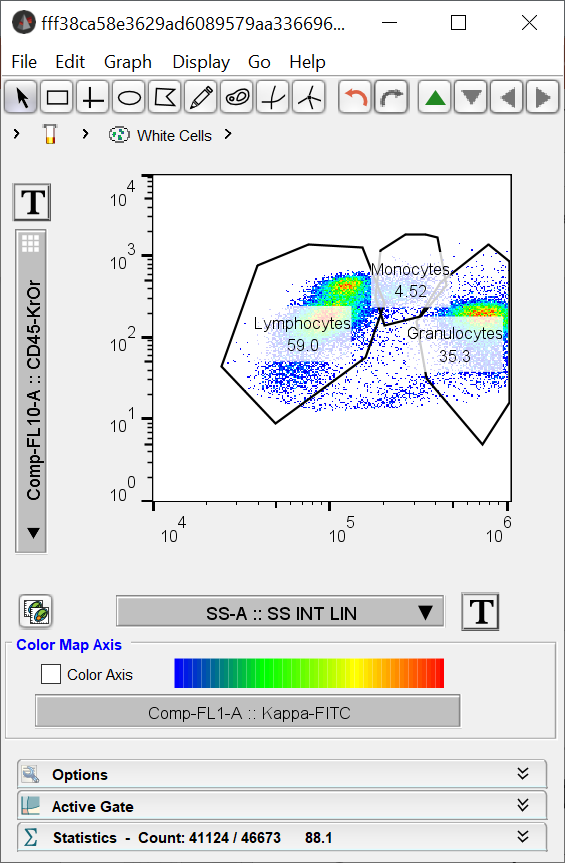 fff38ca58e3629ad6089579aa336696...
File Edit Graph Display Go Help
White Cells
T
Comp-FL10-A :: CD45-KrOr
10^4
10^3
10^2
10^1
10^0
Monocytes
4.52
Lymphocytes
59.0
Granulocytes
35.3
10^4 10^5 10^6
SS-A :: SS INT LIN
T
Color Map Axis
Color Axis
Comp-FL1-A :: Kappa-FITC
Options
Active Gate
Σ Statistics - Count: 41124 / 46673 88.1